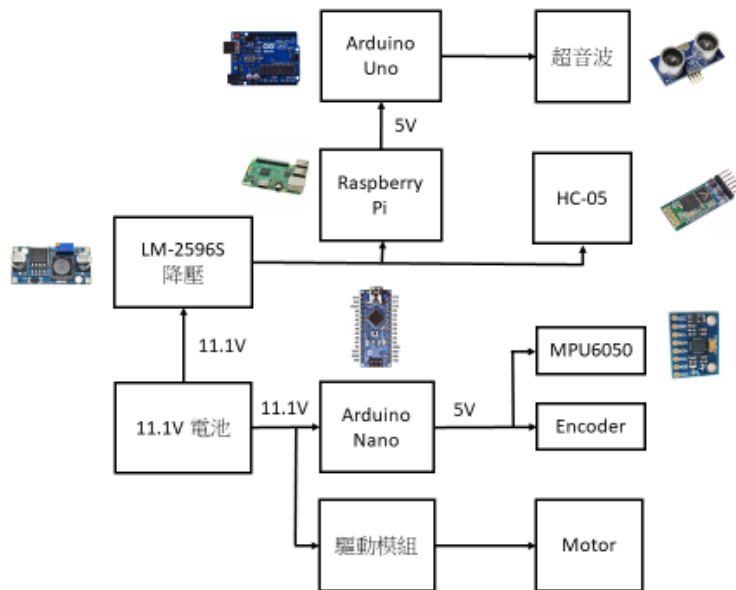 Arduino
Uno
超音波
5V
Raspberry
Pi
HC-05
LM-2596S
降壓
11.1V
MPU6050
11.1V 電池
11.1V
Arduino
Nano
5V
Encoder
驅動模組
Motor